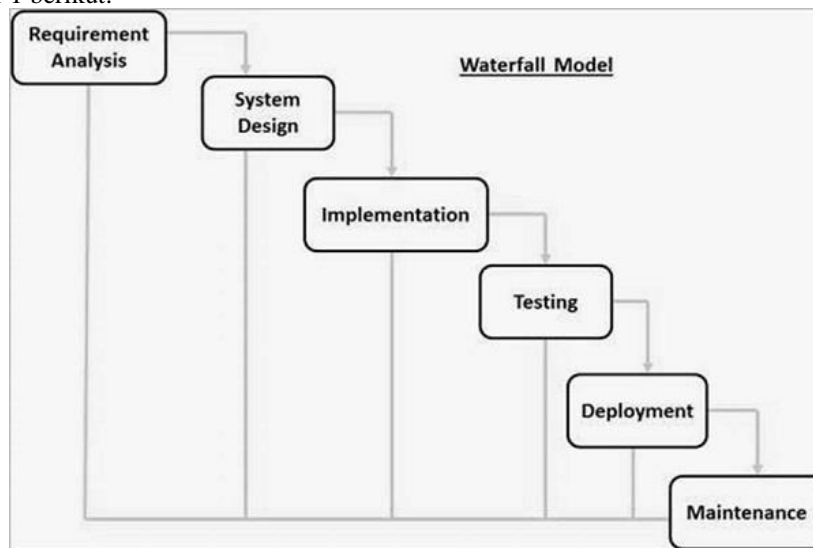 Requirement
Analysis
Waterfall Model
System
Design
Implementation
Testing
Deployment
Maintenance